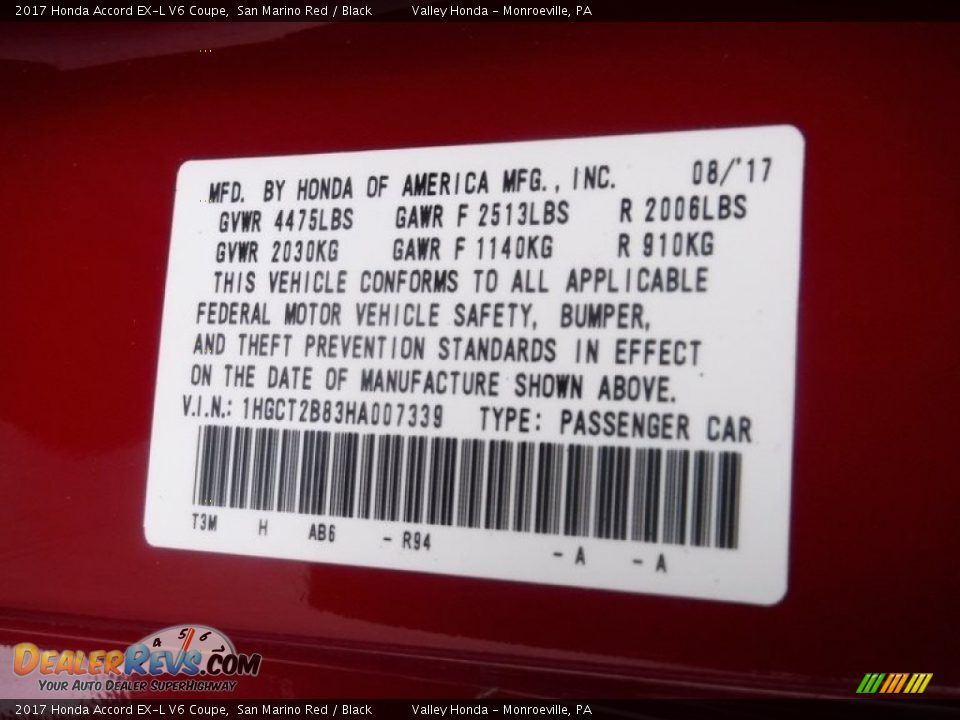 2017 Honda Accord EX-L V6 Coupe, San Marino Red / Black Valley Honda - Monroeville, PA
MFD. BY HONDA OF AMERICA MFG., INC. 08/'17
GVWR 4475LBS GAWR F 2513LBS R 2006LBS
GVWR 2030KG GAWR F 1140KG R 910KG
THIS VEHICLE CONFORMS TO ALL APPLICABLE
FEDERAL MOTOR VEHICLE SAFETY, BUMPER,
AND THEFT PREVENTION STANDARDS IN EFFECT
ON THE DATE OF MANUFACTURE SHOWN ABOVE.
V.I.N.: 1HGCT2B83HA007339 TYPE: PASSENGER CAR
T3M H AB6 - R94 - A - A
4 5 6
DEALERREVS.COM
YOUR AUTO DEALER SUPERHIGHWAY
2017 Honda Accord EX-L V6 Coupe, San Marino Red / Black Valley Honda - Monroeville, PA